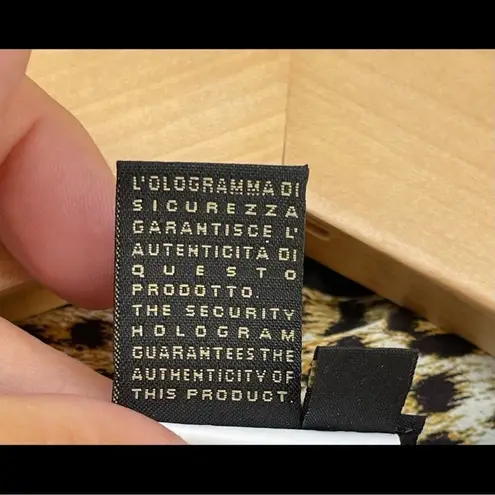 L'OLOGRAMMA DI
SICUREZZA
GARANTISCE L'
AUTENTICITÀ DI
QUESTO
PRODOTTO.
THE SECURITY
HOLOGRAM
GUARANTEES THE
AUTHENTICITY OF
THIS PRODUCT.